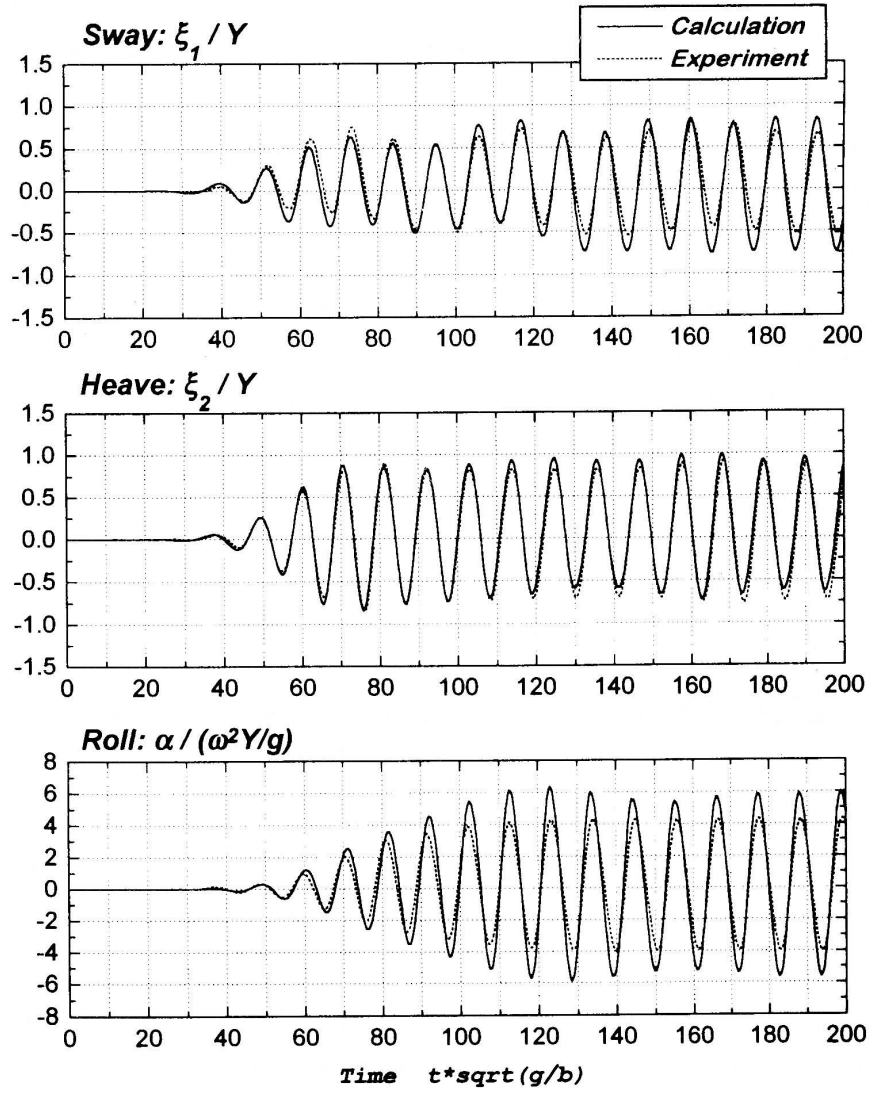 Sway: ξ₁ / Y
Calculation
Experiment
1.5
1.0
0.5
0.0
-0.5
-1.0
-1.5
0 20 40 60 80 100 120 140 160 180 200
Heave: ξ₂ / Y
1.5
1.0
0.5
0.0
-0.5
-1.0
-1.5
0 20 40 60 80 100 120 140 160 180 200
Roll: α / (ω²Y/g)
8
6
4
2
0
-2
-4
-6
-8
0 20 40 60 80 100 120 140 160 180 200
Time t*sqrt(g/b)